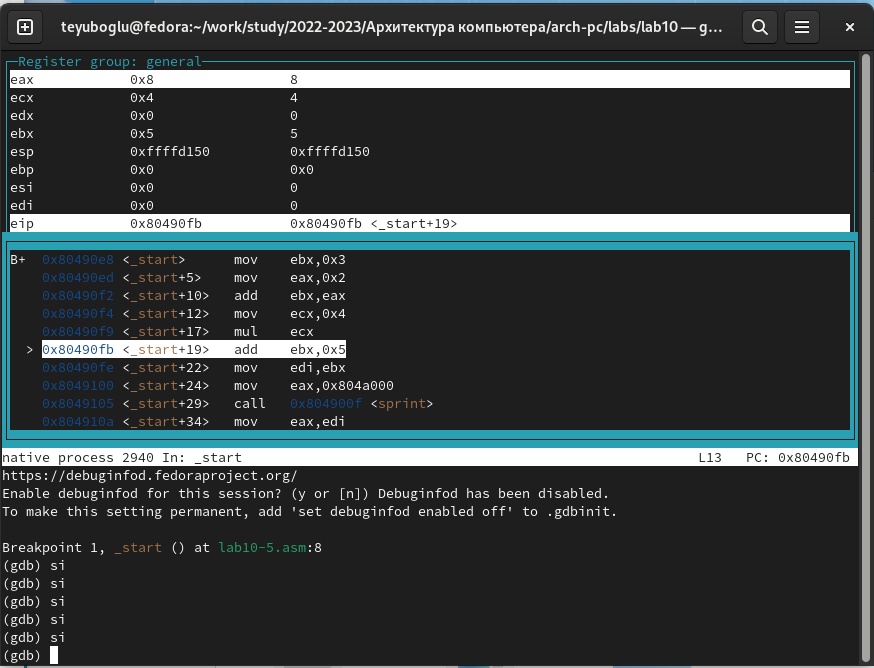 teyuboglu@fedora:~/work/study/2022-2023/Архитектура компьютера/arch-pc/labs/lab10 — g...
Register group: general
eax 0x8 8
ecx 0x4 4
edx 0x0 0
ebx 0x5 5
esp 0xffffd150 0xffffd150
ebp 0x0 0x0
esi 0x0 0
edi 0x0 0
eip 0x80490fb 0x80490fb <_start+19>
B+ 0x80490e8 <_start> mov ebx,0x3
0x80490ed <_start+5> mov eax,0x2
0x80490f2 <_start+10> add ebx,eax
0x80490f4 <_start+12> mov ecx,0x4
0x80490f9 <_start+17> mul ecx
> 0x80490fb <_start+19> add ebx,0x5
0x80490fe <_start+22> mov edi,ebx
0x8049100 <_start+24> mov eax,0x804a000
0x8049105 <_start+29> call 0x804900f <sprint>
0x804910a <_start+34> mov eax,edi
native process 2940 In: _start L13 PC: 0x80490fb
https://debuginfod.fedoraproject.org/
Enable debuginfod for this session? (y or [n]) Debuginfod has been disabled.
To make this setting permanent, add 'set debuginfod enabled off' to .gdbinit.
Breakpoint 1, _start () at lab10-5.asm:8
(gdb) si
(gdb) si
(gdb) si
(gdb) si
(gdb) si
(gdb)